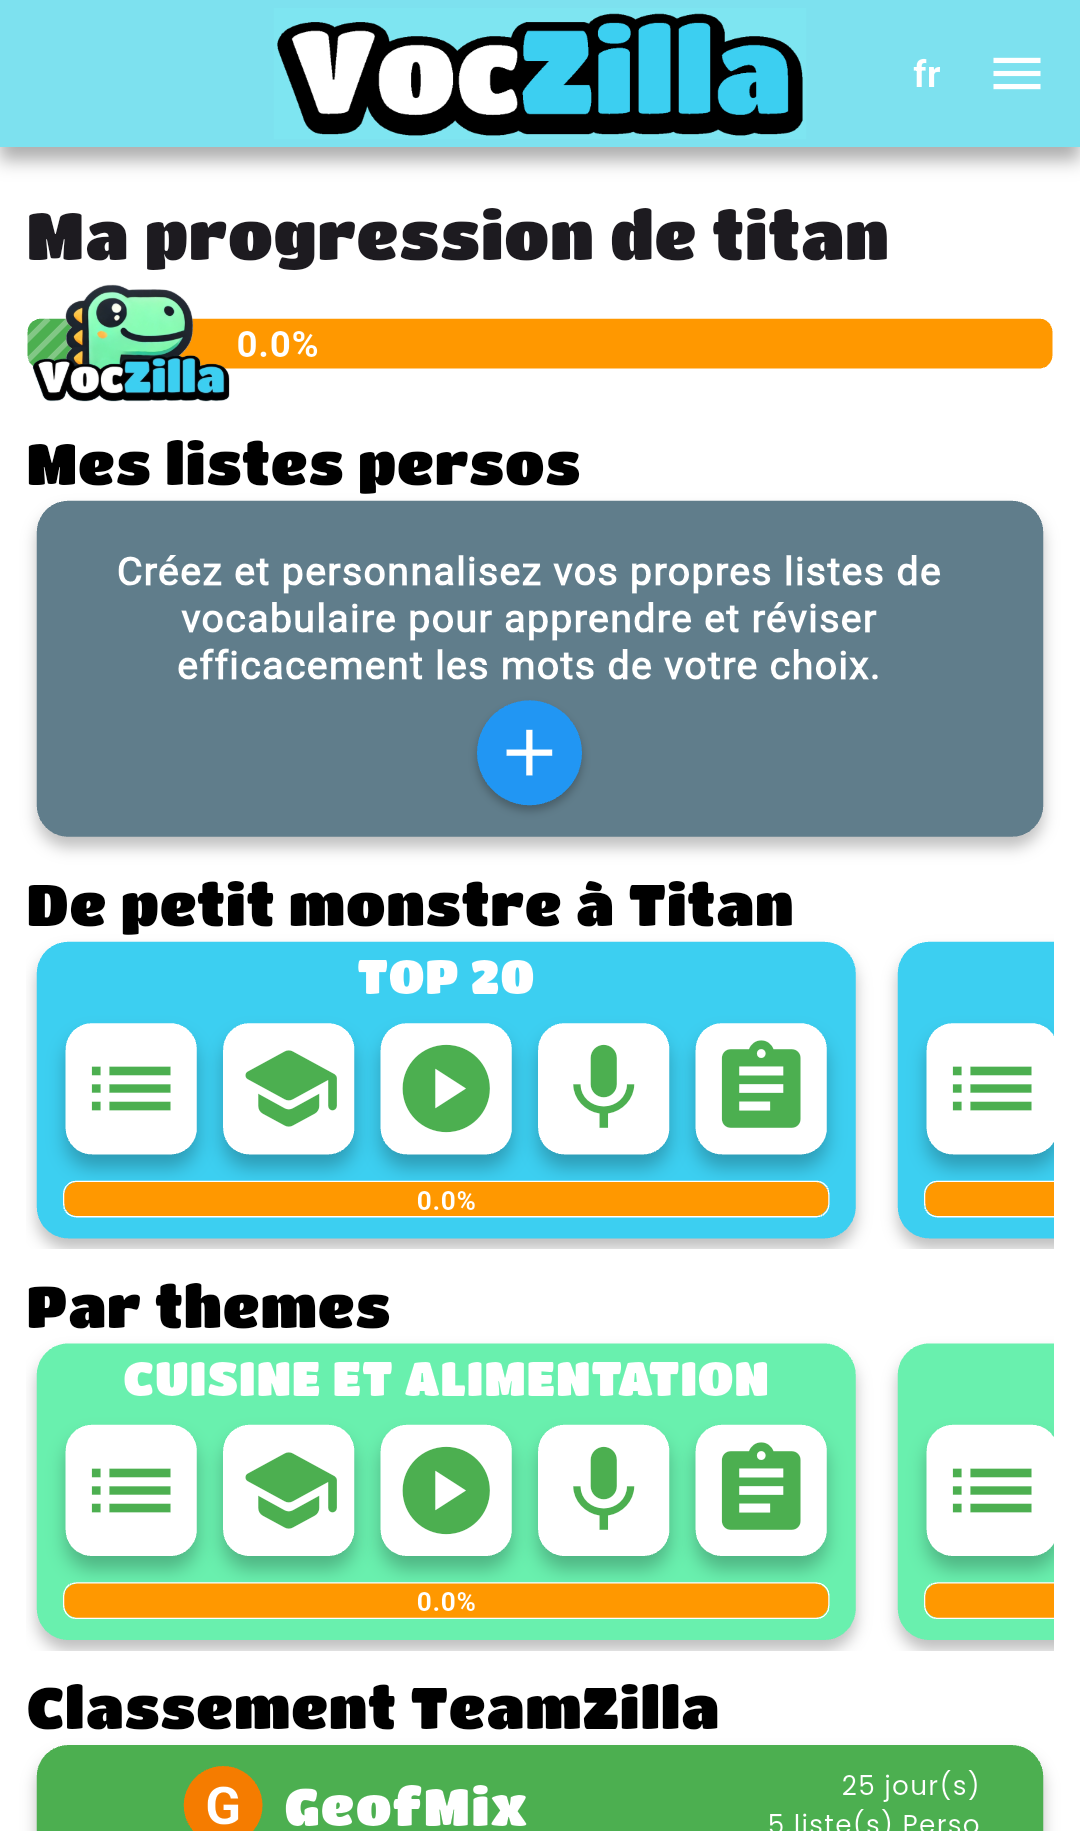 VocZilla
fr
Ma progression de titan
0.0%
VocZilla
Mes listes persos
Créez et personnalisez vos propres listes de
vocabulaire pour apprendre et réviser
efficacement les mots de votre choix.
De petit monstre à Titan
TOP 20
0.0%
Par themes
CUISINE ET ALIMENTATION
0.0%
Classement TeamZilla
G GeofMix
25 jour(s)
5 liste(s) Perso